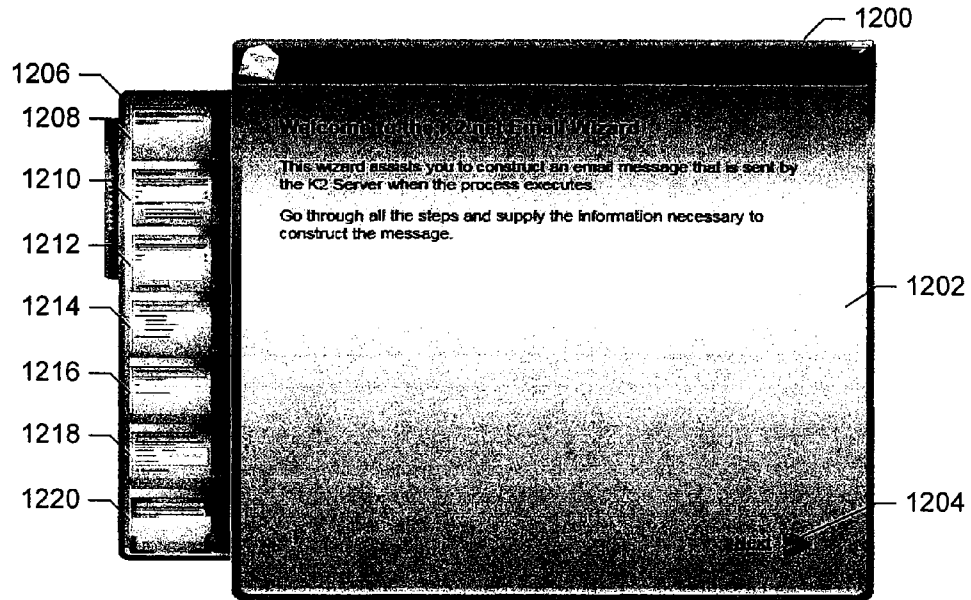 1200
1206
1208
Welcome to the K2.net Email Wizard
This wizard assists you to construct an email message that is sent by
the K2 Server when the process executes.
1210
Go through all the steps and supply the information necessary to
construct the message.
1212
1202
1214
1216
1218
1220
1204
Next